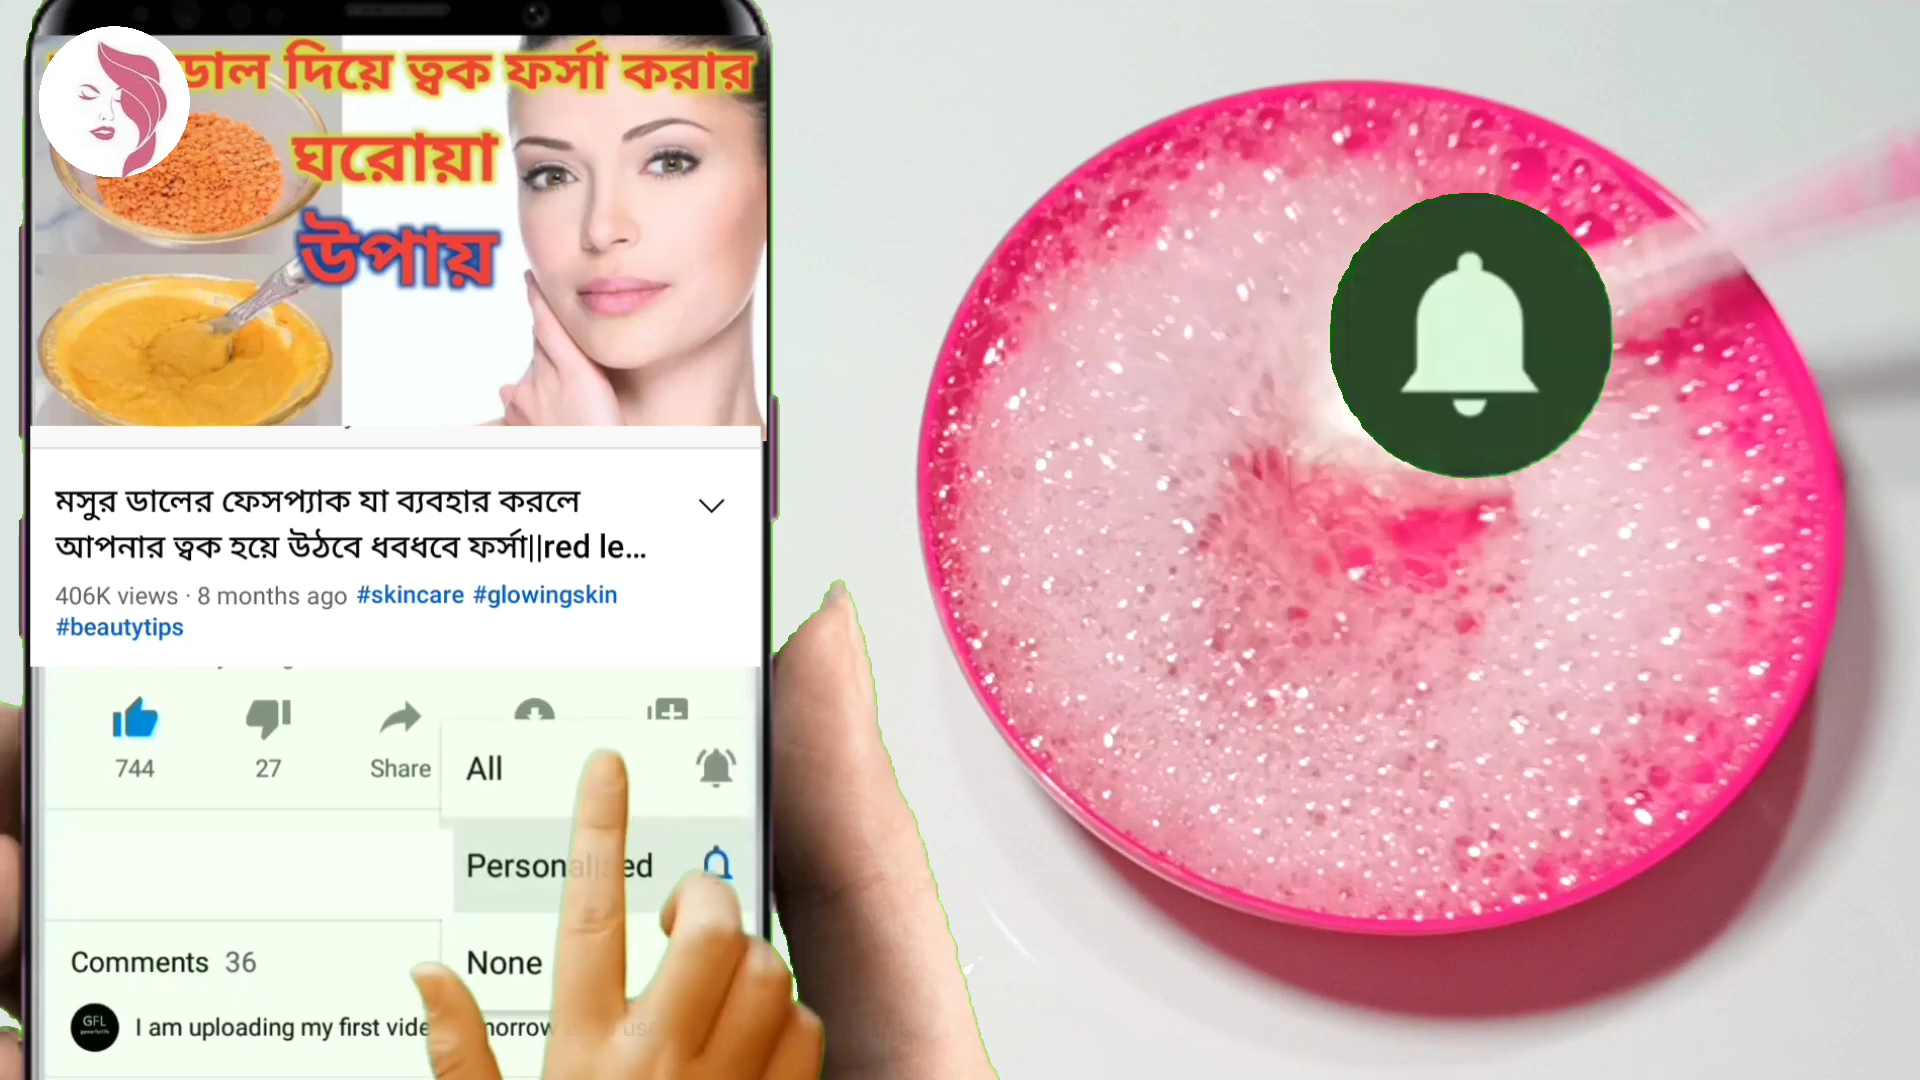 ডাল দিয়ে ত্বক ফর্সা করার
ঘরোয়া
উপায়
মসুর ডালের ফেসপ্যাক যা ব্যবহার করলে
আপনার ত্বক হয়ে উঠবে ধবধবে ফর্সা||red le...
406K views · 8 months ago #skincare #glowingskin
#beautytips
744
27
Share
All
Personalised
None
Comments 36
GFL
I am uploading my first vide